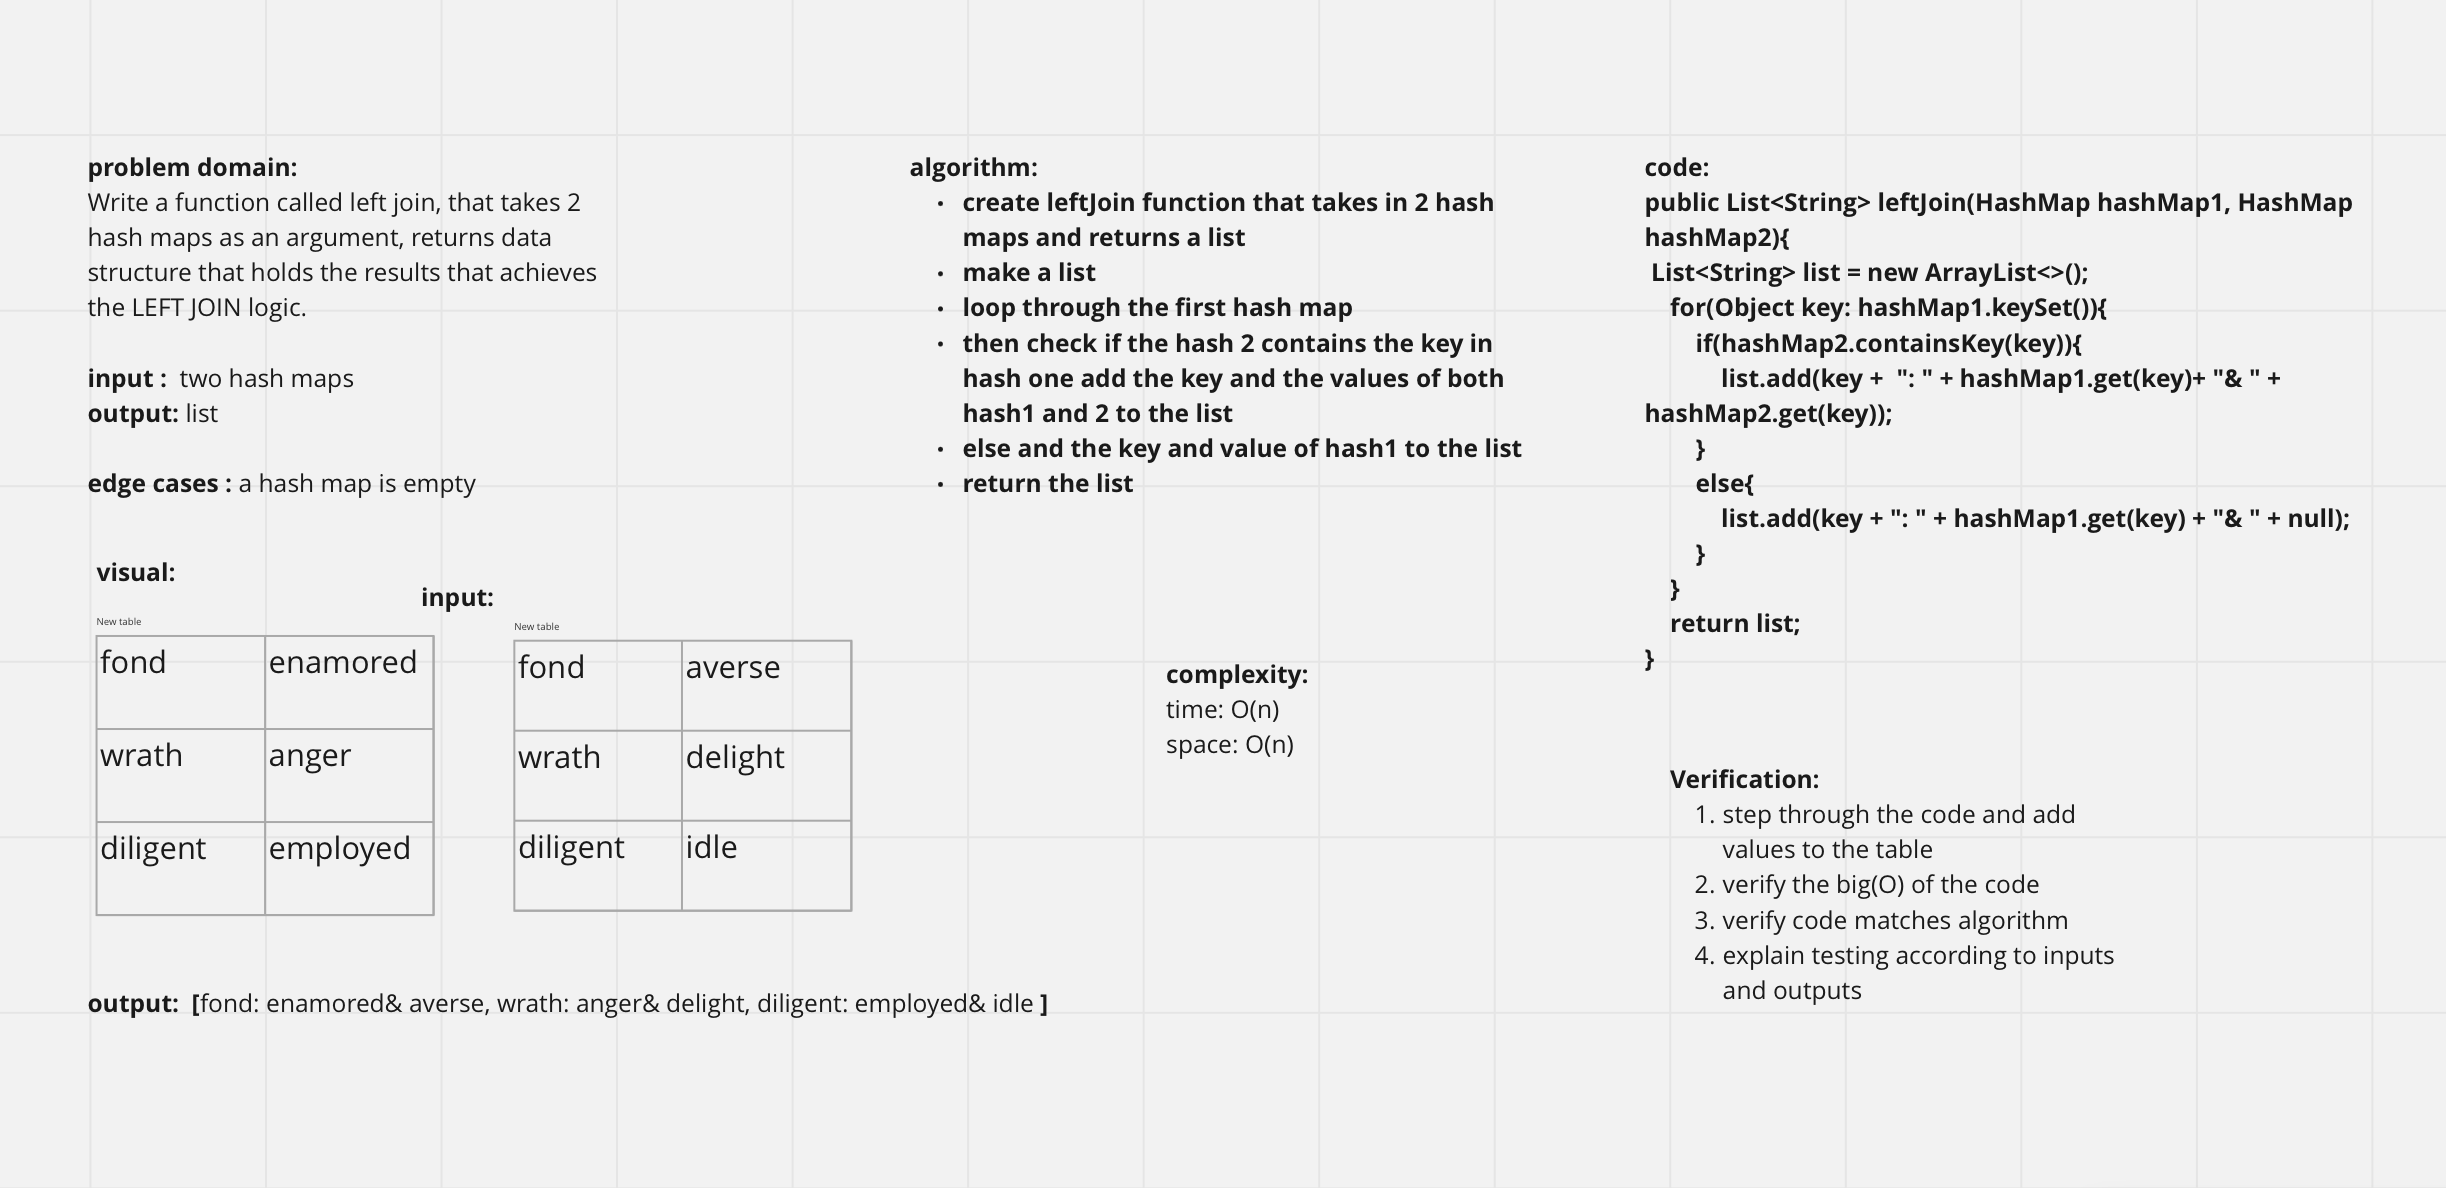 problem domain:
Write a function called left join, that takes 2
hash maps as an argument, returns data
structure that holds the results that achieves
the LEFT JOIN logic.
input :  two hash maps
output: list
edge cases : a hash map is empty
visual:
input:
New table
fond enamored
wrath anger
diligent employed
New table
fond averse
wrath delight
diligent idle
output:  [fond: enamored& averse, wrath: anger& delight, diligent: employed& idle ]
algorithm:
• create leftJoin function that takes in 2 hash
maps and returns a list
• make a list
• loop through the first hash map
• then check if the hash 2 contains the key in
hash one add the key and the values of both
hash1 and 2 to the list
• else and the key and value of hash1 to the list
• return the list
complexity:
time: O(n)
space: O(n)
code:
public List<String> leftJoin(HashMap hashMap1, HashMap
hashMap2){
List<String> list = new ArrayList<>();
for(Object key: hashMap1.keySet()){
if(hashMap2.containsKey(key)){
list.add(key +  ": " + hashMap1.get(key)+ "& " +
hashMap2.get(key));
}
else{
list.add(key + ": " + hashMap1.get(key) + "& " + null);
}
}
return list;
}
Verification:
1. step through the code and add
values to the table
2. verify the big(O) of the code
3. verify code matches algorithm
4. explain testing according to inputs
and outputs